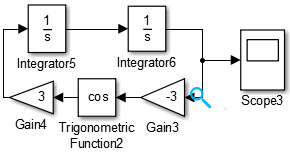 1
s
1
s
Integrator5
Integrator6
Scope3
3
cos
-3
Gain4
Trigonometric
Function2
Gain3